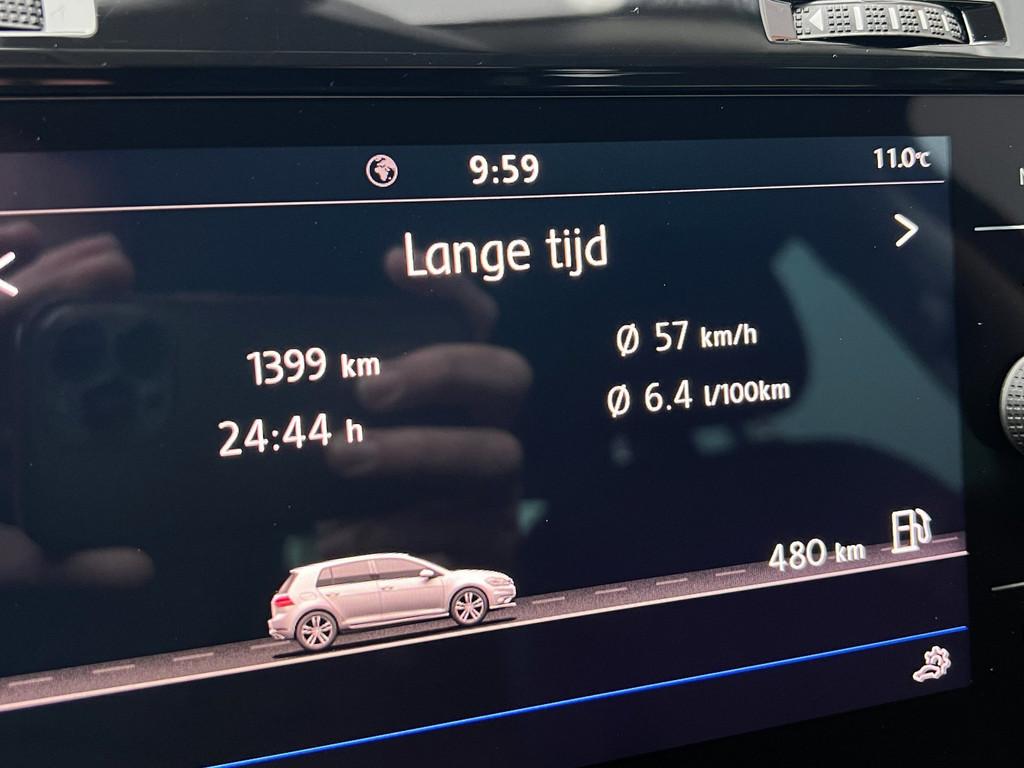 9:59
11.0°C
Lange tijd
1399 km
24:44 h
Ø 57 km/h
Ø 6.4 l/100km
480 km